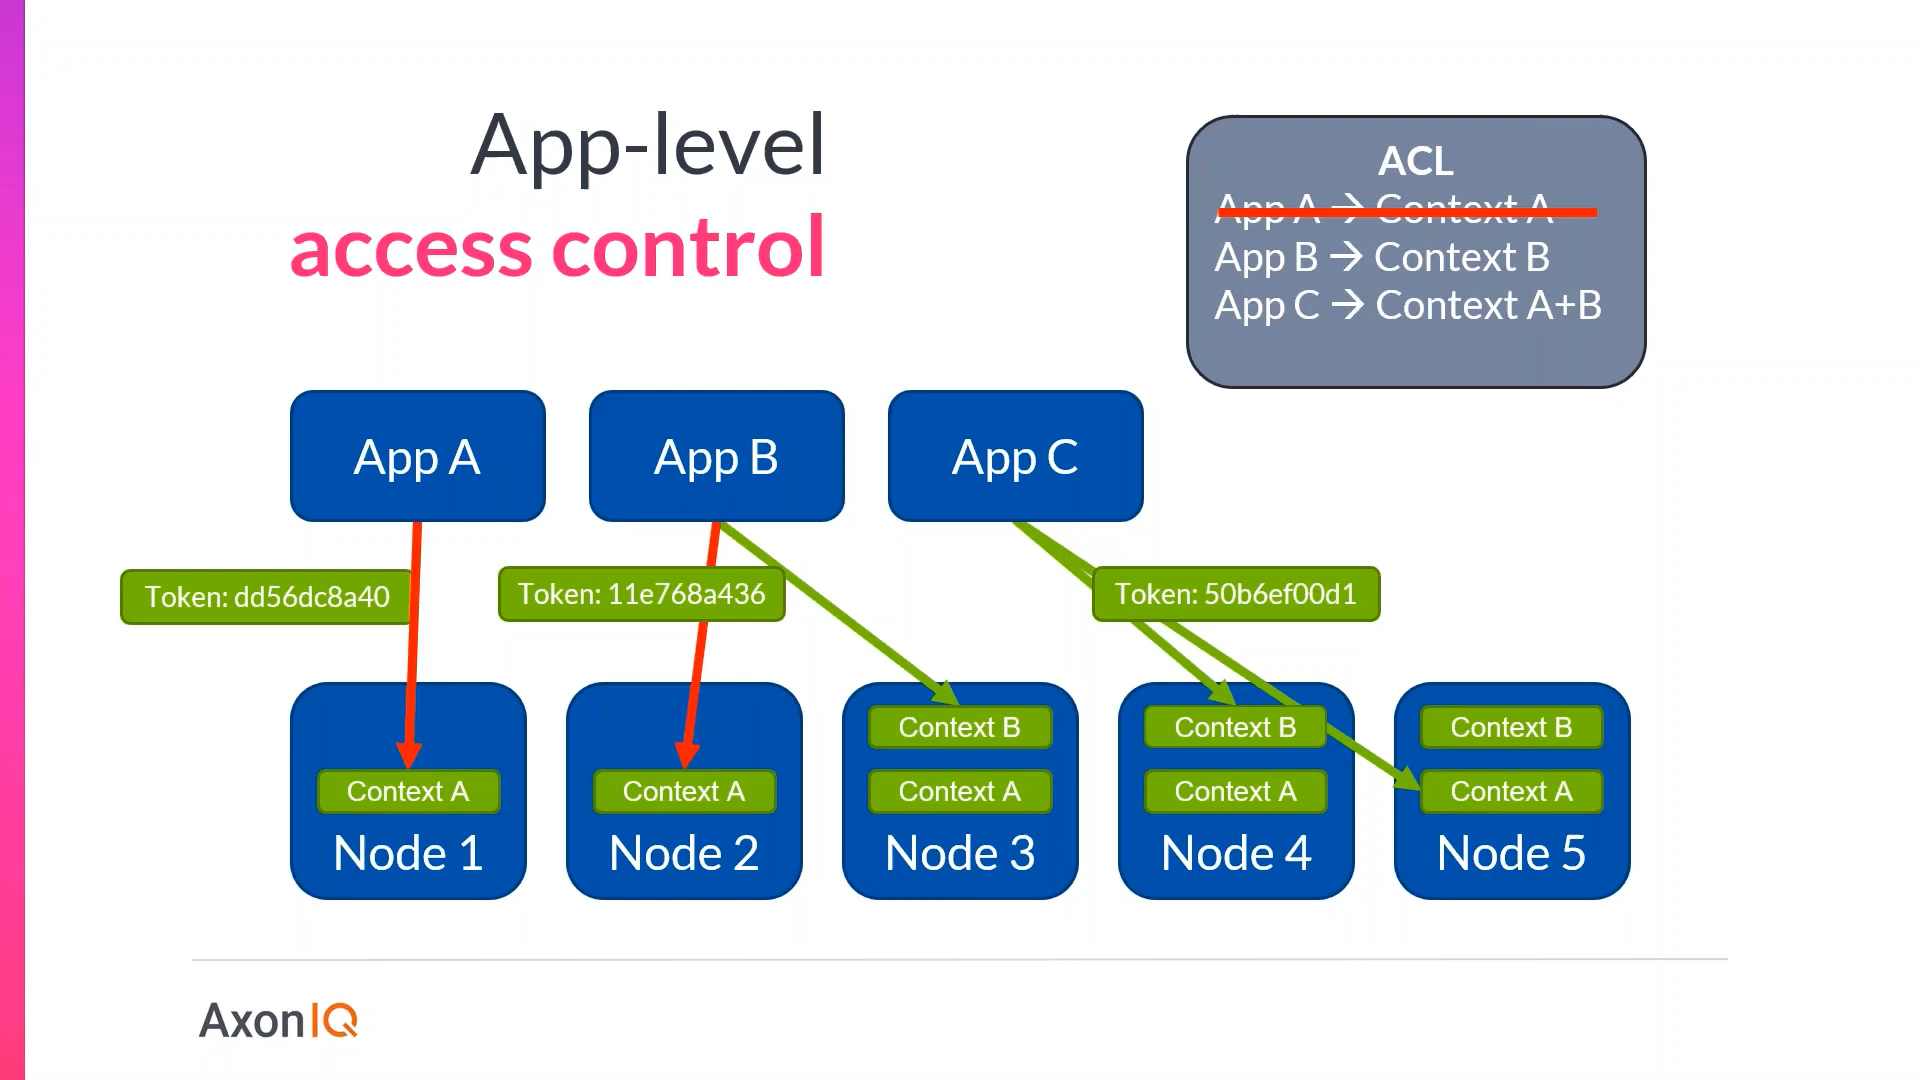 App-level
access control
ACL
App A → Context A
App B → Context B
App C → Context A+B
App A
App B
App C
Token: dd56dc8a40
Token: 11e768a436
Token: 50b6ef00d1
Context B
Context B
Context B
Context A
Context A
Context A
Context A
Context A
Node 1
Node 2
Node 3
Node 4
Node 5
AxonIQ